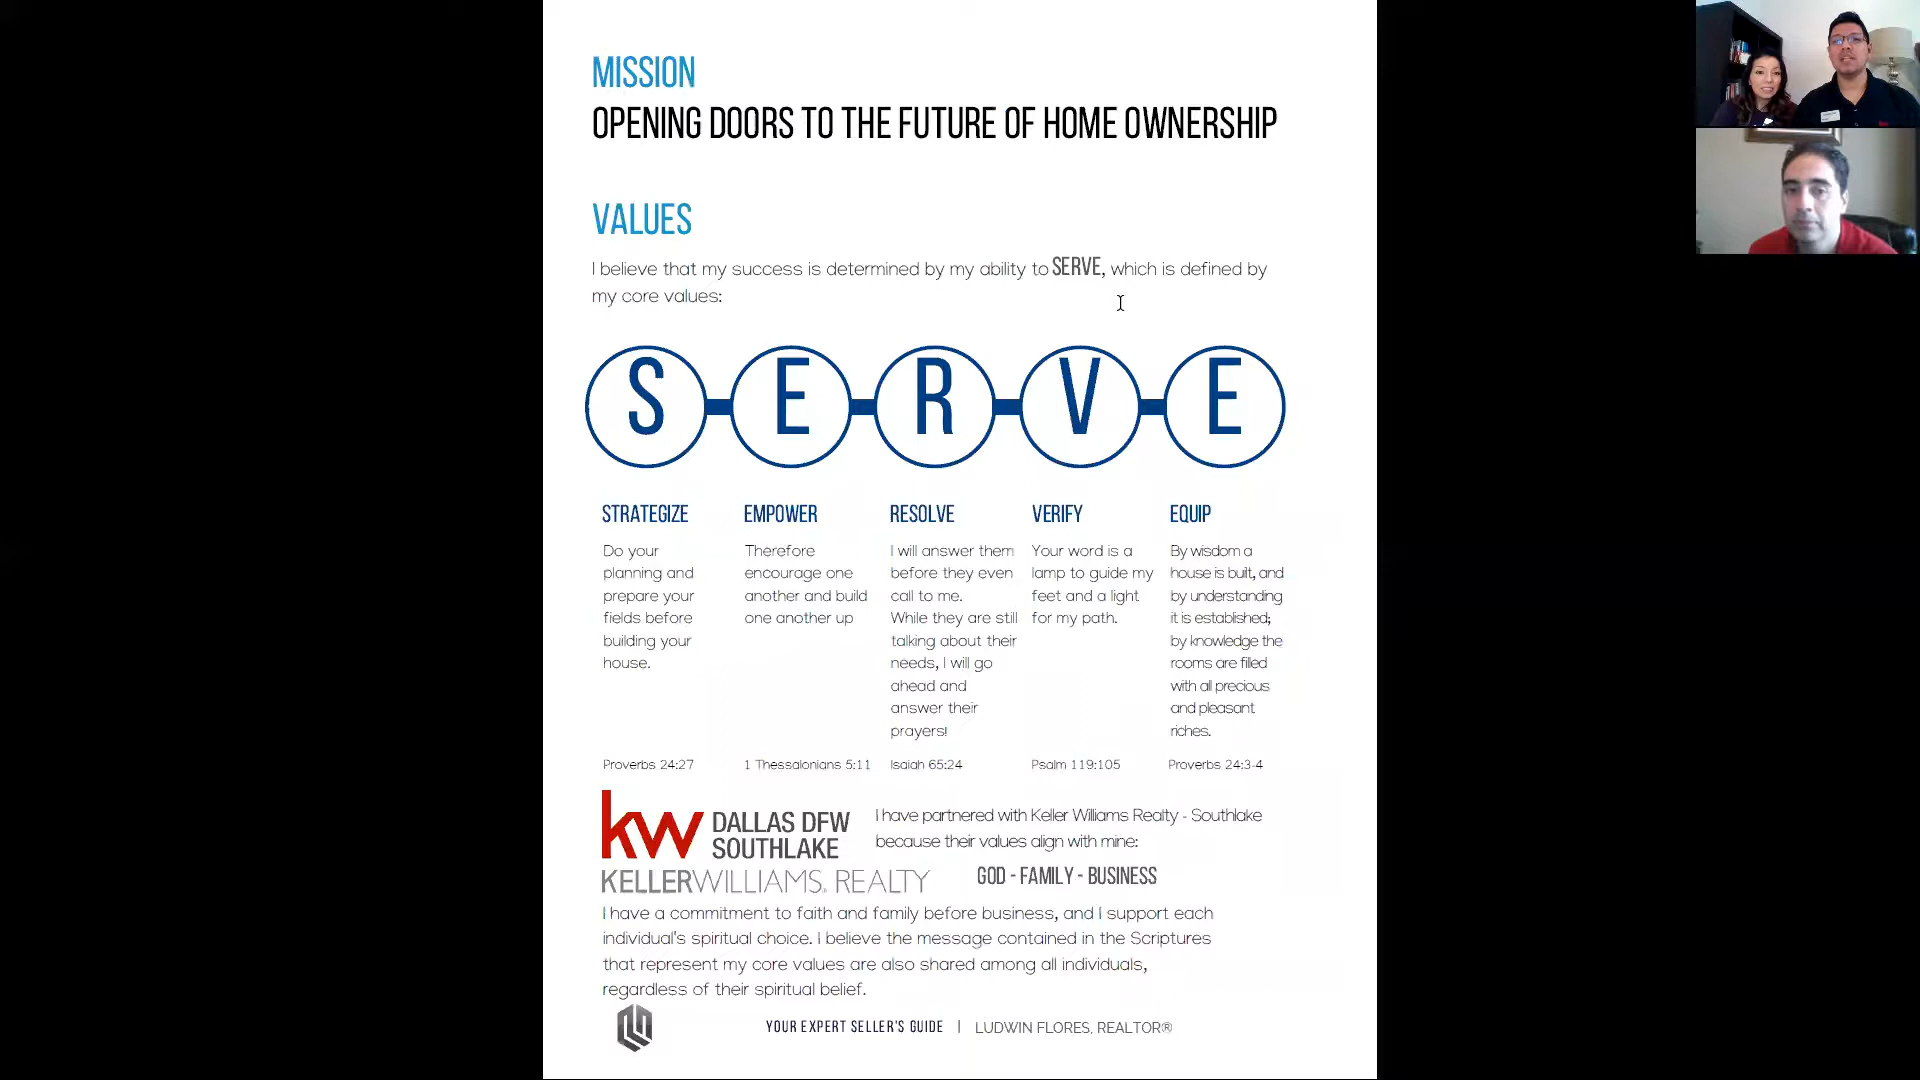 MISSION
OPENING DOORS TO THE FUTURE OF HOME OWNERSHIP
VALUES
I believe that my success is determined by my ability to SERVE, which is defined by
my core values:
S E R V E
STRATEGIZE
Do your
planning and
prepare your
fields before
building your
house.
Proverbs 24:27
EMPOWER
Therefore
encourage one
another and build
one another up
1 Thessalonians 5:11
RESOLVE
I will answer them
before they even
call to me.
While they are still
talking about their
needs, I will go
ahead and
answer their
prayers!
Isaiah 65:24
VERIFY
Your word is a
lamp to guide my
feet and a light
for my path.
Psalm 119:105
EQUIP
By wisdom a
house is built, and
by understanding
it is established;
by knowledge the
rooms are filled
with all precious
and pleasant
riches.
Proverbs 24:3-4
kw DALLAS DFW
SOUTHLAKE
KELLERWILLIAMS. REALTY
I have partnered with Keller Williams Realty - Southlake
because their values align with mine:
GOD - FAMILY - BUSINESS
I have a commitment to faith and family before business, and I support each
individual's spiritual choice. I believe the message contained in the Scriptures
that represent my core values are also shared among all individuals,
regardless of their spiritual belief.
YOUR EXPERT SELLER'S GUIDE | LUDWIN FLORES, REALTOR®